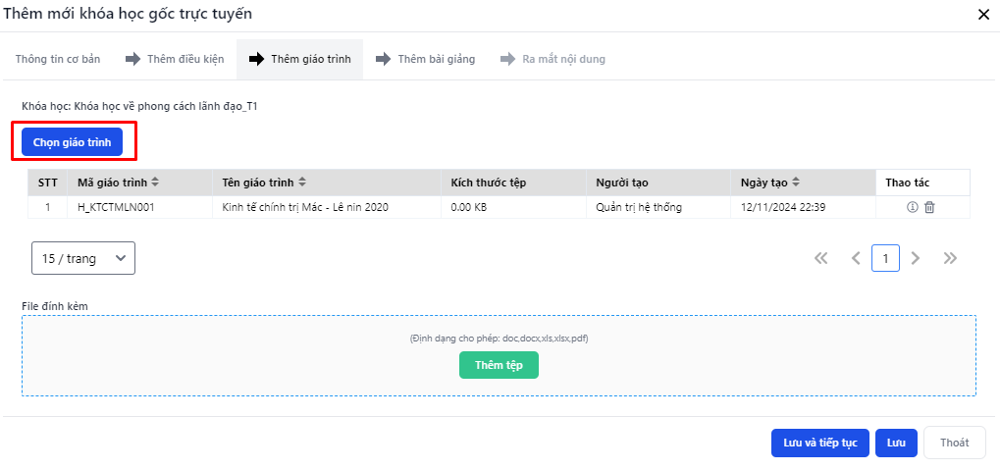 Thêm mới khóa học gốc trực tuyến
Thông tin cơ bản Thêm điều kiện Thêm giáo trình Thêm bài giảng Ra mắt nội dung
Khóa học: Khóa học về phong cách lãnh đạo_T1
Chọn giáo trình
STT Mã giáo trình Tên giáo trình Kích thước tệp Người tạo Ngày tạo Thao tác
1 H_KTCTMLN001 Kinh tế chính trị Mác - Lê nin 2020 0.00 KB Quản trị hệ thống 12/11/2024 22:39
15 / trang 1
File đính kèm
(Định dạng cho phép: doc,docx,xls,xlsx,pdf)
Thêm tệp
Lưu và tiếp tục Lưu Thoát